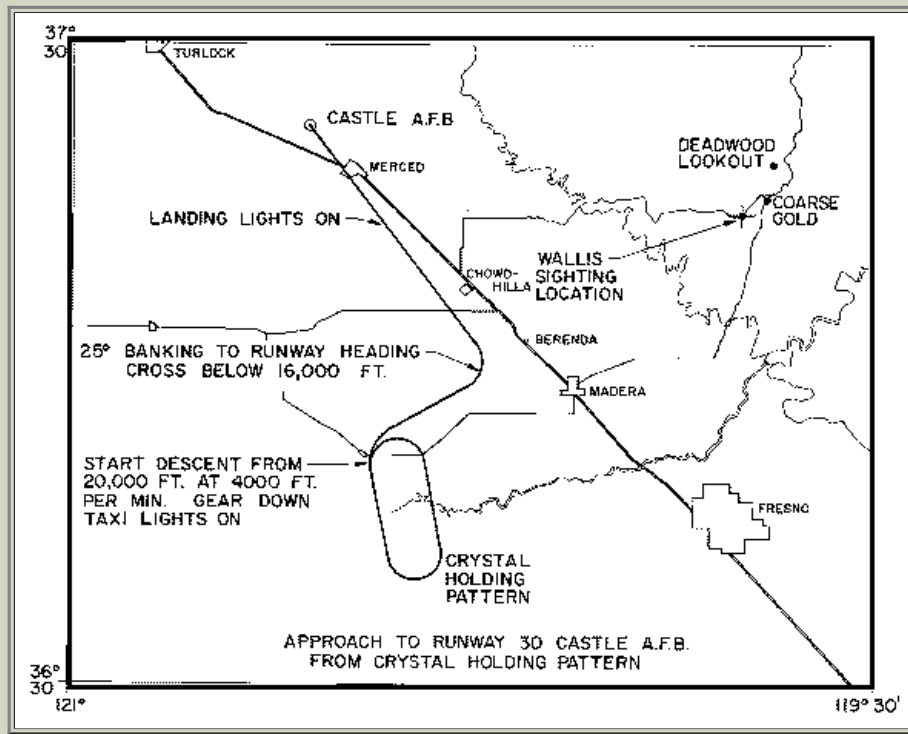 37°
30'
TURLOCK
CASTLE A.F.B
MERCED
DEADWOOD
LOOKOUT
COARSE
GOLD
LANDING LIGHTS ON
WALLIS
SIGHTING
LOCATION
CHOWD-
HILLA
BERENDA
25° BANKING TO RUNWAY HEADING
CROSS BELOW 16,000 FT.
MADERA
START DESCENT FROM
20,000 FT. AT 4000 FT.
PER MIN. GEAR DOWN
TAXI LIGHTS ON
FRESNO
CRYSTAL
HOLDING
PATTERN
APPROACH TO RUNWAY 30 CASTLE A.F.B.
FROM CRYSTAL HOLDING PATTERN
36°
30'
121°
119°30'